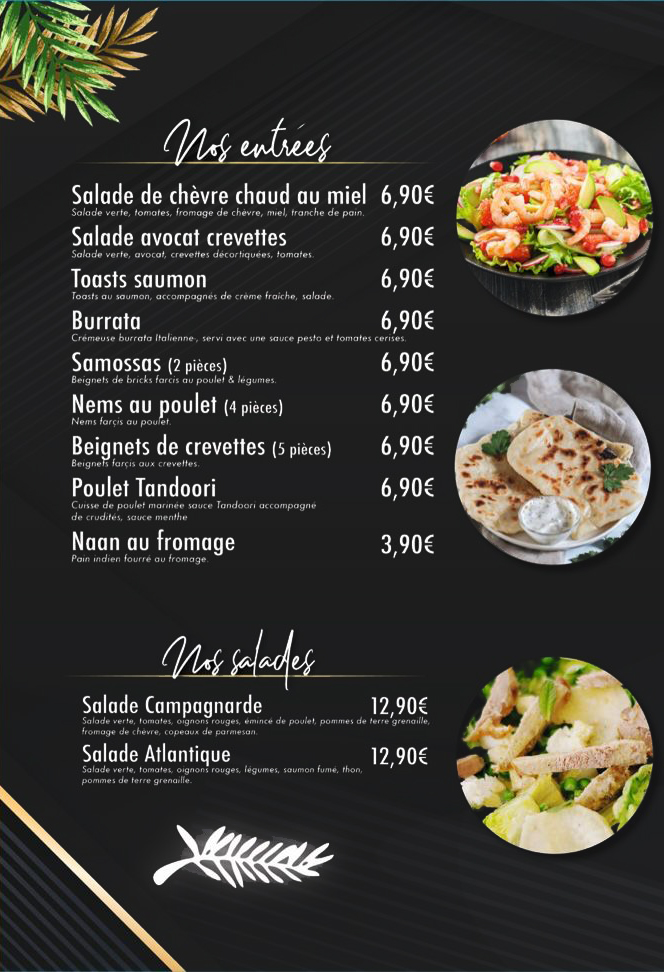 Nos entrées
Salade de chèvre chaud au miel 6,90€
Salade verte, tomates, fromage de chèvre, miel, tranche de pain.
Salade avocat crevettes 6,90€
Salade verte, avocat, crevettes décortiquées, tomates.
Toasts saumon 6,90€
Toasts au saumon, accompagnés de crème fraiche, salade.
Burrata 6,90€
Crémeuse burrata Italienne-, servi avec une sauce pesto et tomates cerises.
Samossas (2 pièces) 6,90€
Beignets de bricks farcis au poulet & légumes.
Nems au poulet (4 pièces) 6,90€
Nems farçis au poulet.
Beignets de crevettes (5 pièces) 6,90€
Beignets farçis aux crevettes.
Poulet Tandoori 6,90€
Cuisse de poulet marinée sauce Tandoori accompagné
de crudités, sauce menthe
Naan au fromage 3,90€
Pain indien fourré au fromage.
Nos salades
Salade Campagnarde 12,90€
Salade verte, tomates, oignons rouges, émincé de poulet, pommes de terre grenaille,
fromage de chèvre, copeaux de parmesan.
Salade Atlantique 12,90€
Salade verte, tomates, oignons rouges, légumes, saumon fumé, thon,
pommes de terre grenaille.